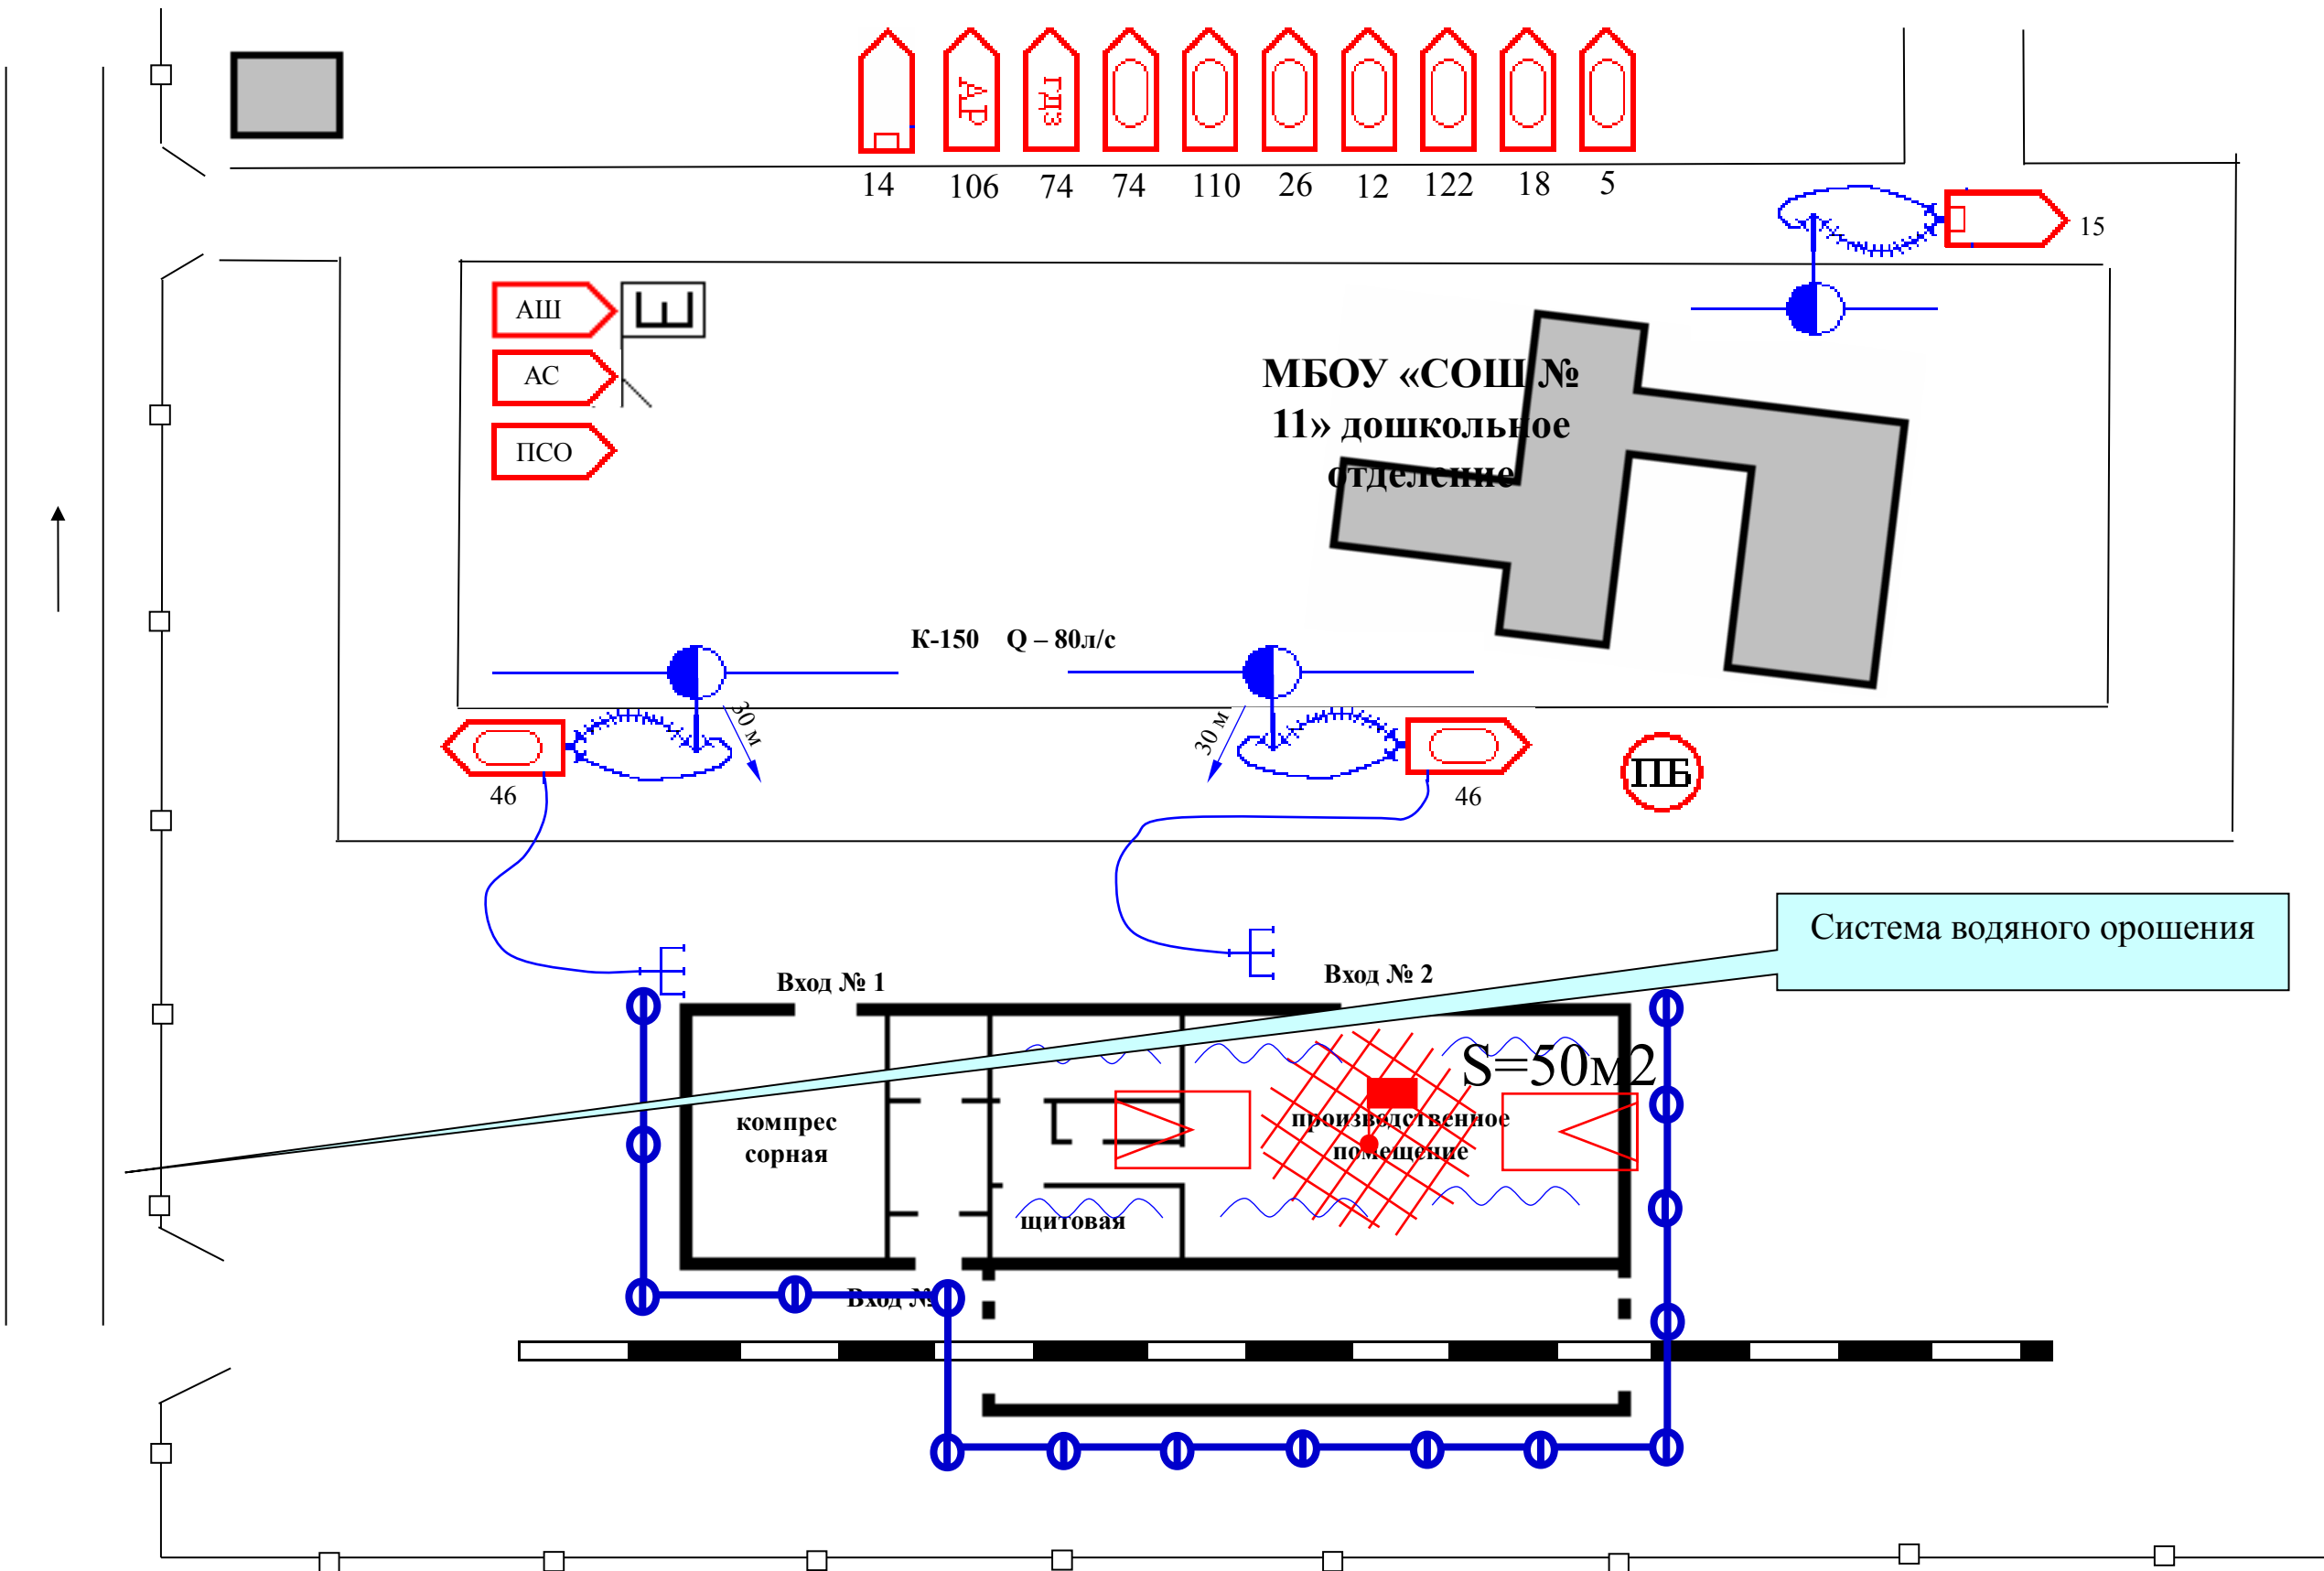 АР
ГДЗ
14
106
74
74
110
26
12
122
18
5
15
АШ
АС
ПСО
МБОУ «СОШ №
11» дошкольное
отделение
К-150 Q – 80л/с
30 м
30 м
46
46
ПБ
Система водяного орошения
Вход № 1
Вход № 2
S=50м2
компрес
сорная
производственное
помещение
щитовая
Вход №